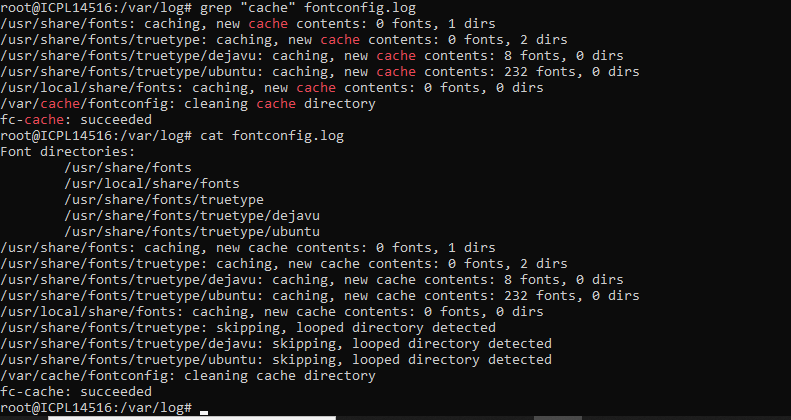 root@ICPL14516:/var/log# grep "cache" fontconfig.log
/usr/share/fonts: caching, new cache contents: 0 fonts, 1 dirs
/usr/share/fonts/truetype: caching, new cache contents: 0 fonts, 2 dirs
/usr/share/fonts/truetype/dejavu: caching, new cache contents: 8 fonts, 0 dirs
/usr/share/fonts/truetype/ubuntu: caching, new cache contents: 232 fonts, 0 dirs
/usr/local/share/fonts: caching, new cache contents: 0 fonts, 0 dirs
/var/cache/fontconfig: cleaning cache directory
fc-cache: succeeded
root@ICPL14516:/var/log# cat fontconfig.log
Font directories:
        /usr/share/fonts
        /usr/local/share/fonts
        /usr/share/fonts/truetype
        /usr/share/fonts/truetype/dejavu
        /usr/share/fonts/truetype/ubuntu
/usr/share/fonts: caching, new cache contents: 0 fonts, 1 dirs
/usr/share/fonts/truetype: caching, new cache contents: 0 fonts, 2 dirs
/usr/share/fonts/truetype/dejavu: caching, new cache contents: 8 fonts, 0 dirs
/usr/share/fonts/truetype/ubuntu: caching, new cache contents: 232 fonts, 0 dirs
/usr/local/share/fonts: caching, new cache contents: 0 fonts, 0 dirs
/usr/share/fonts/truetype: skipping, looped directory detected
/usr/share/fonts/truetype/dejavu: skipping, looped directory detected
/usr/share/fonts/truetype/ubuntu: skipping, looped directory detected
/var/cache/fontconfig: cleaning cache directory
fc-cache: succeeded
root@ICPL14516:/var/log#